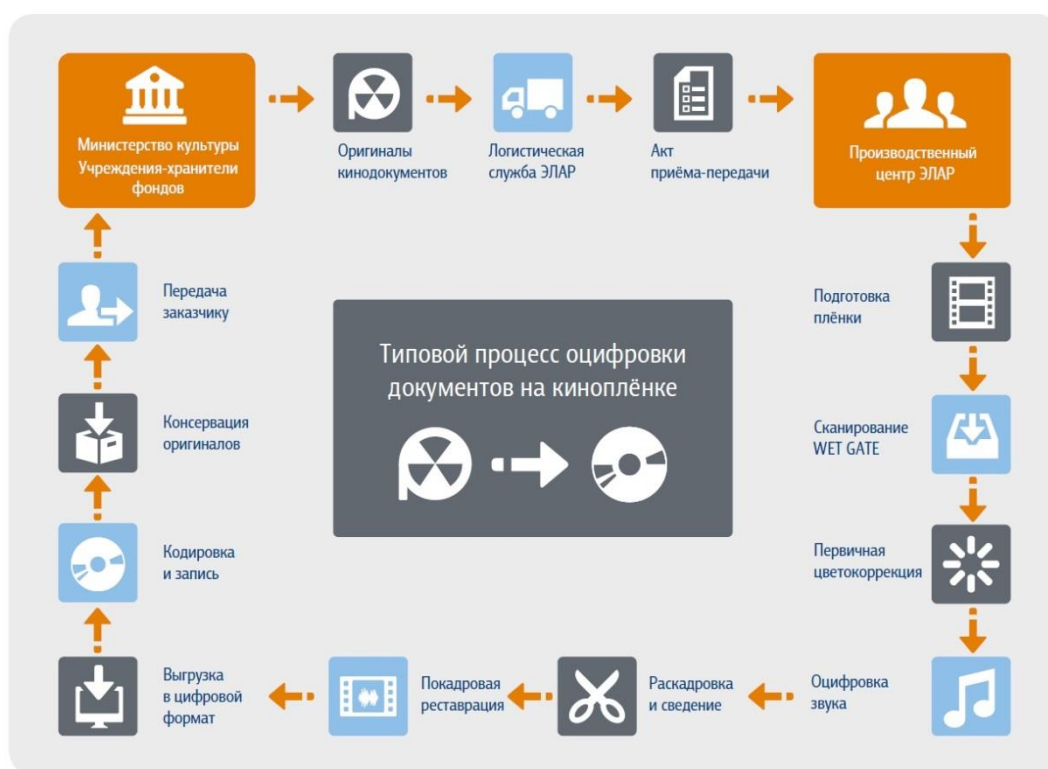 Министерство культуры
Учреждения-хранители
фондов
Оригиналы
кинодокументов
Логистическая
служба ЭЛАР
Акт
приёма-передачи
Производственный
центр ЭЛАР
Подготовка
плёнки
Сканирование
WET GATE
Первичная
цветокоррекция
Оцифровка
звука
Раскадровка
и сведение
Покадровая
реставрация
Выгрузка
в цифровой
формат
Кодировка
и запись
Консервация
оригиналов
Передача
заказчику
Типовой процесс оцифровки
документов на киноплёнке